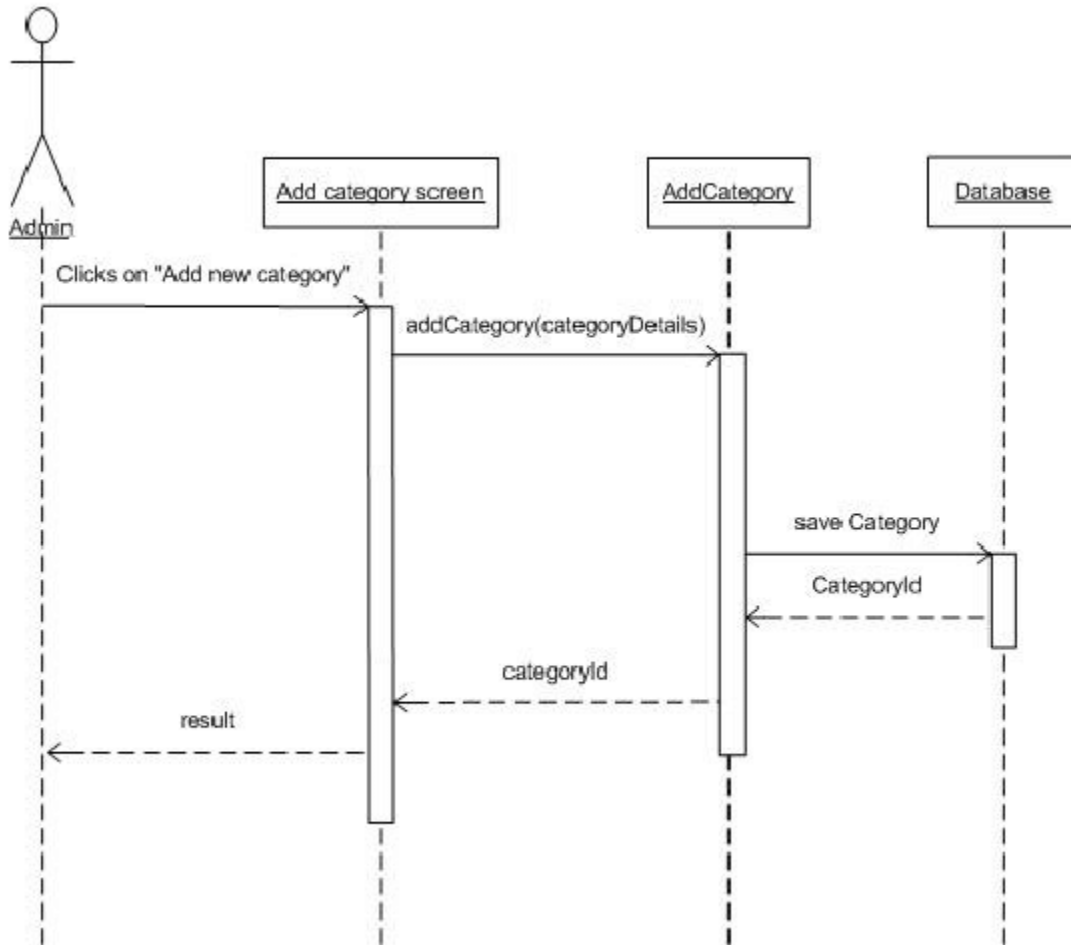 Admin
Add category screen
AddCategory
Database
Clicks on "Add new category"
addCategory(categoryDetails)
save Category
CategoryId
categoryId
result